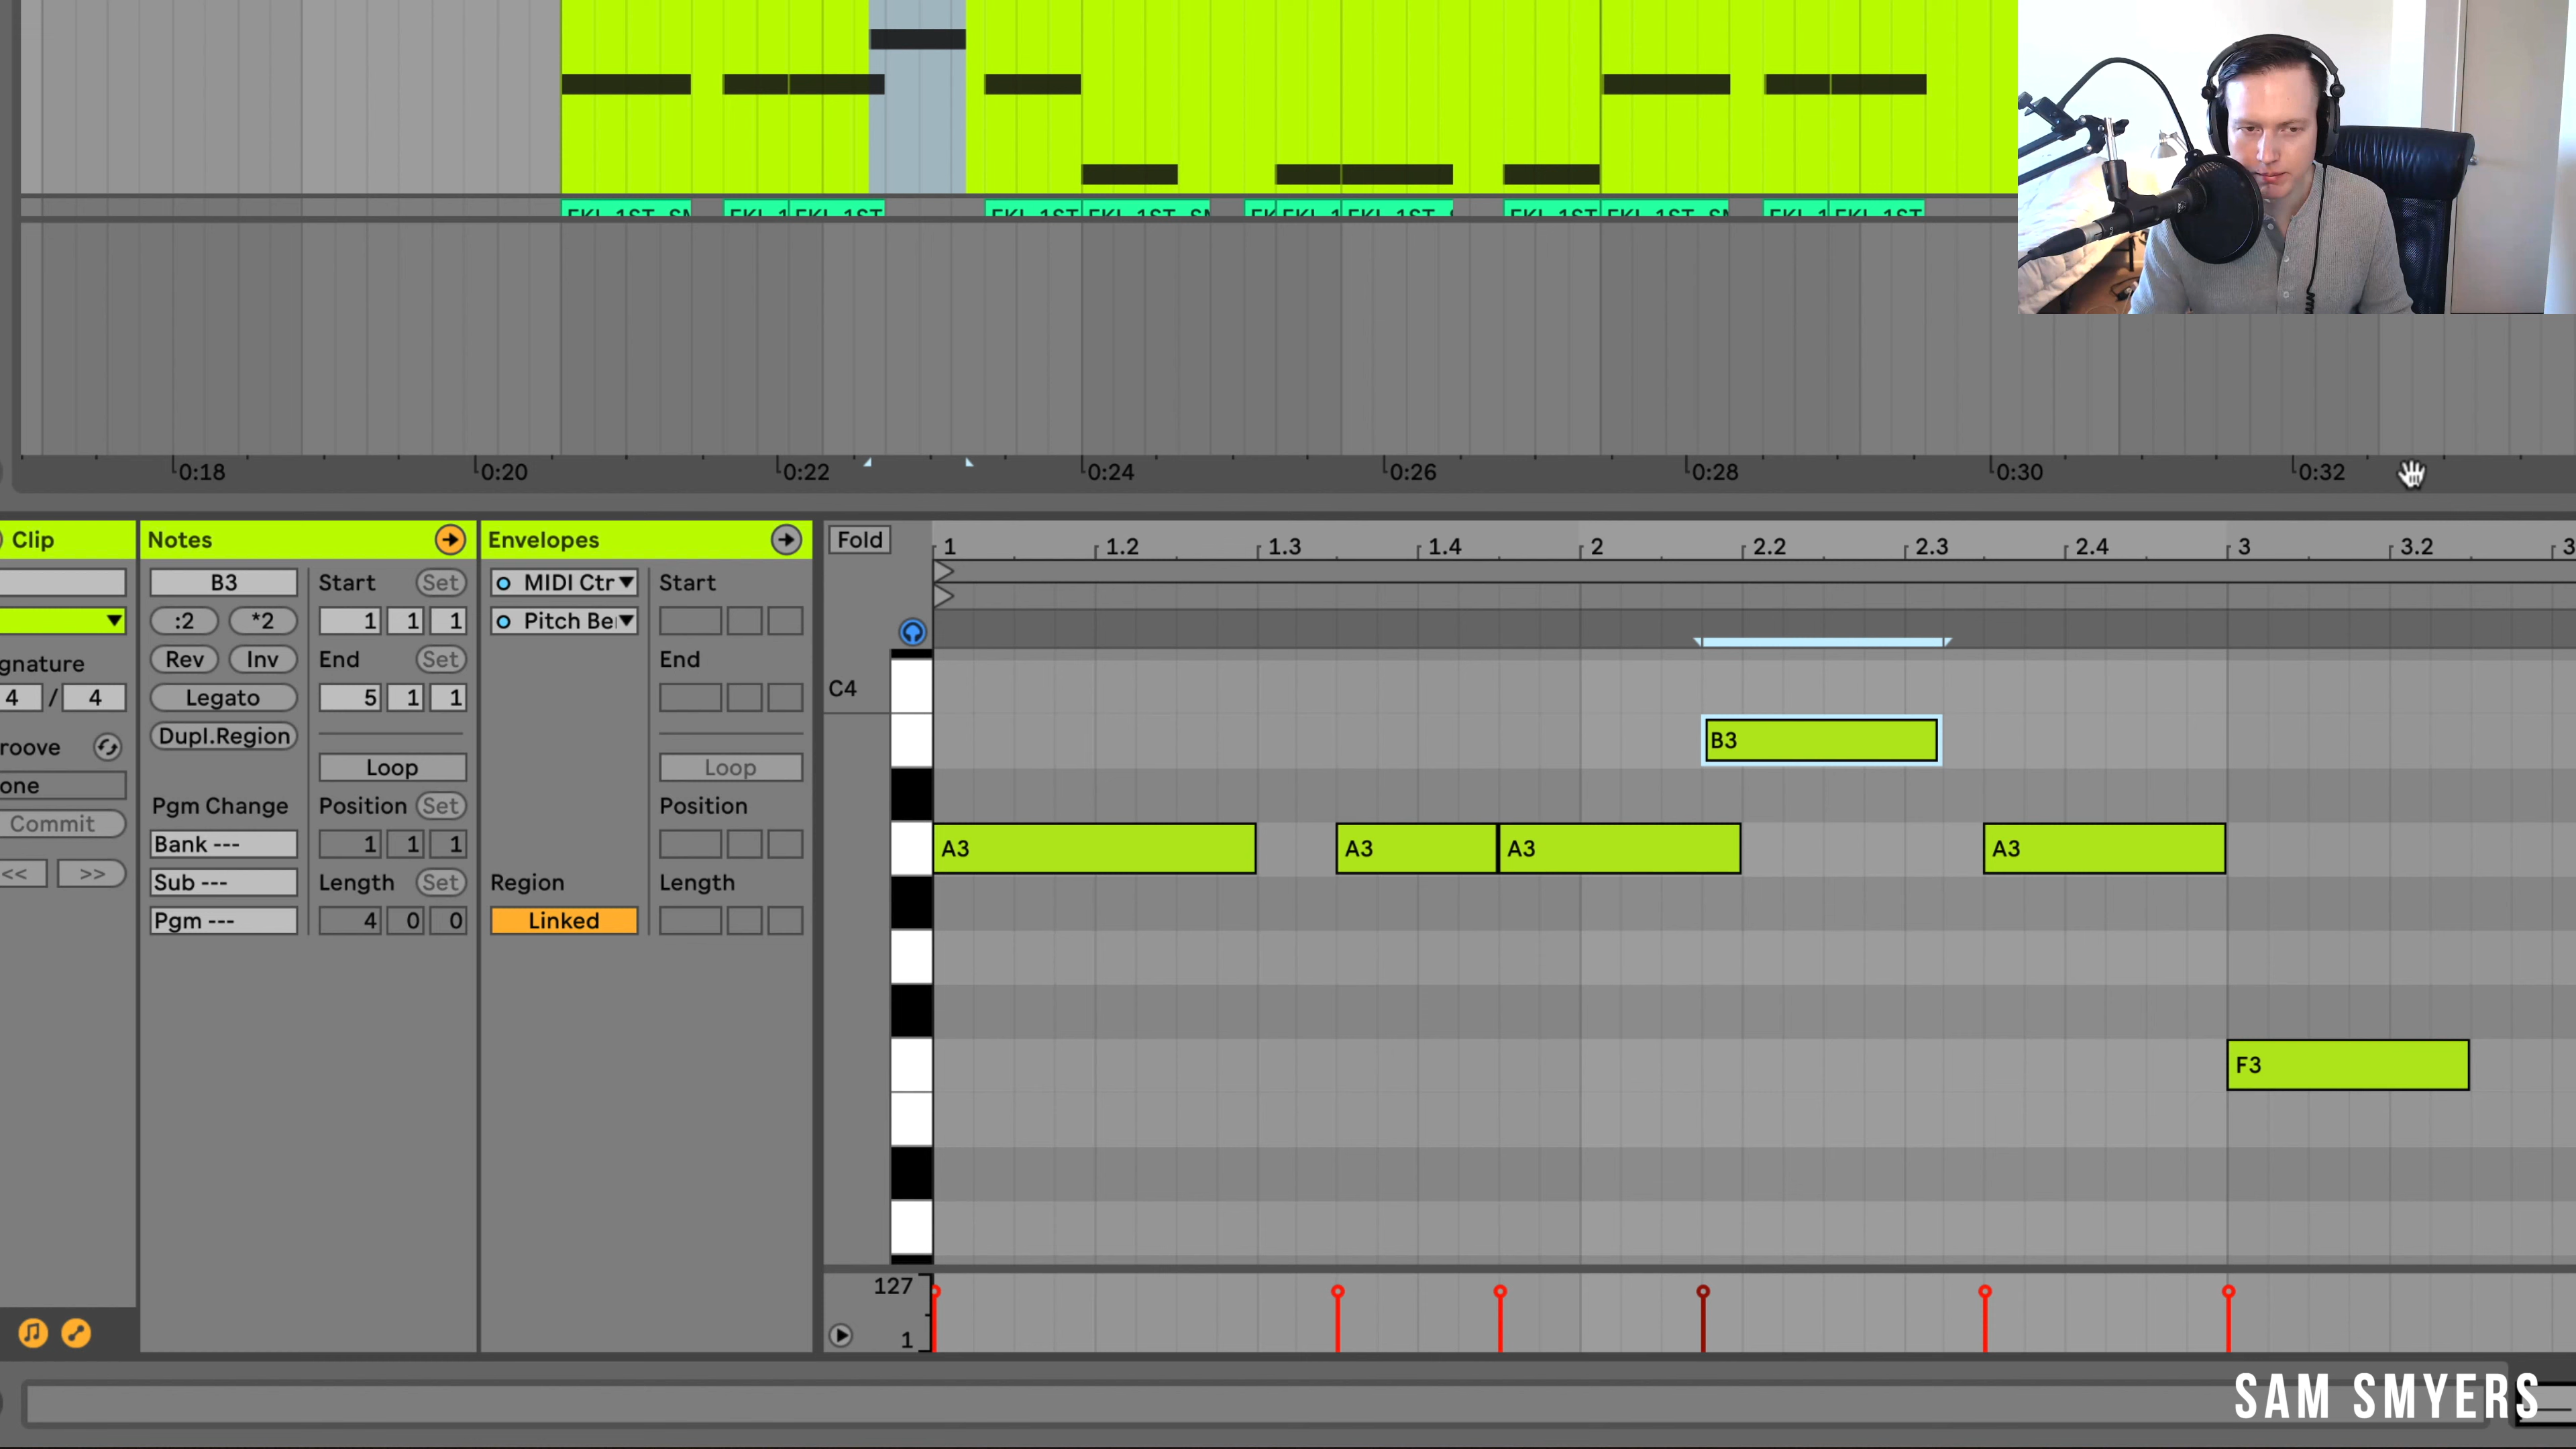 0:18 0:20 0:22 0:24 0:26 0:28 0:30 0:32
Clip Notes Envelopes Fold 1 1.2 1.3 1.4 2 2.2 2.3 2.4 3 3.2
B3 Start Set MIDI Ctr Start
:2 *2 1 1 1 Pitch Be
gnature Rev Inv End Set End
4 / 4 Legato 5 1 1 C4
roove Dupl.Region B3
one Loop Loop
Commit Pgm Change Position Set Position
<< >> Bank --- 1 1 1 A3 A3 A3 A3
Sub --- Length Set Region Length
Pgm --- 4 0 0 Linked
F3
127
1
SAM SMYERS